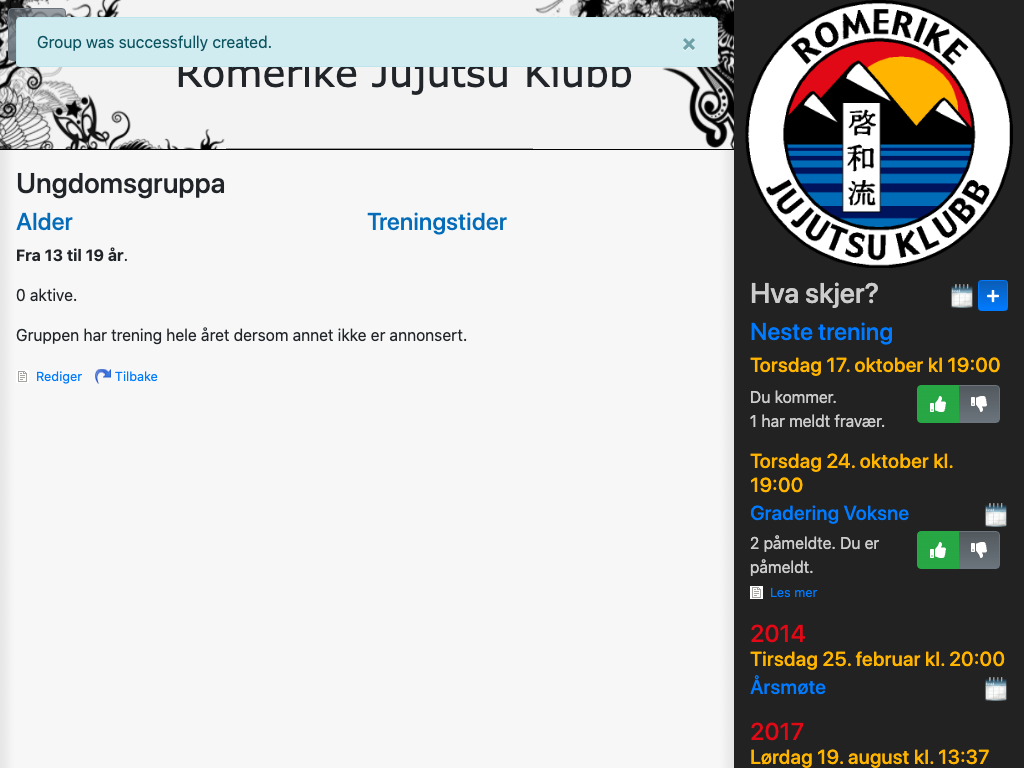 Group was successfully created.
×
Romerike Jujutsu Klubb
Ungdomsgruppa
Alder
Fra 13 til 19 år.
0 aktive.
Gruppen har trening hele året dersom annet ikke er annonsert.
Treningstider
Rediger Tilbake
ROMERIKE
啓和流
JUJUTSU KLUBB
Hva skjer?
+
Neste trening
Torsdag 17. oktober kl 19:00
Du kommer.
1 har meldt fravær.
Torsdag 24. oktober kl.
19:00
Gradering Voksne
2 påmeldte. Du er
påmeldt.
Les mer
2014
Tirsdag 25. februar kl. 20:00
Årsmøte
2017
Lørdag 19. august kl. 13:37